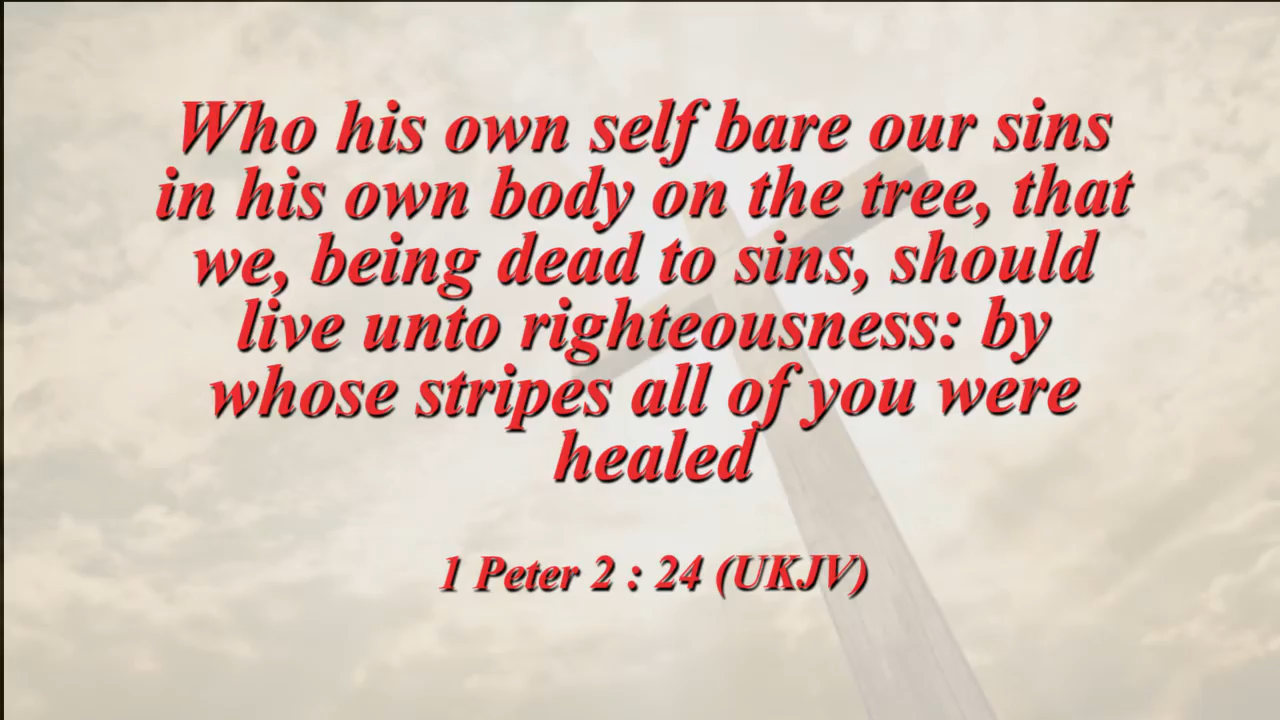 Who his own self bare our sins
in his own body on the tree, that
we, being dead to sins, should
live unto righteousness: by
whose stripes all of you were
healed
1 Peter 2 : 24 (UKJV)